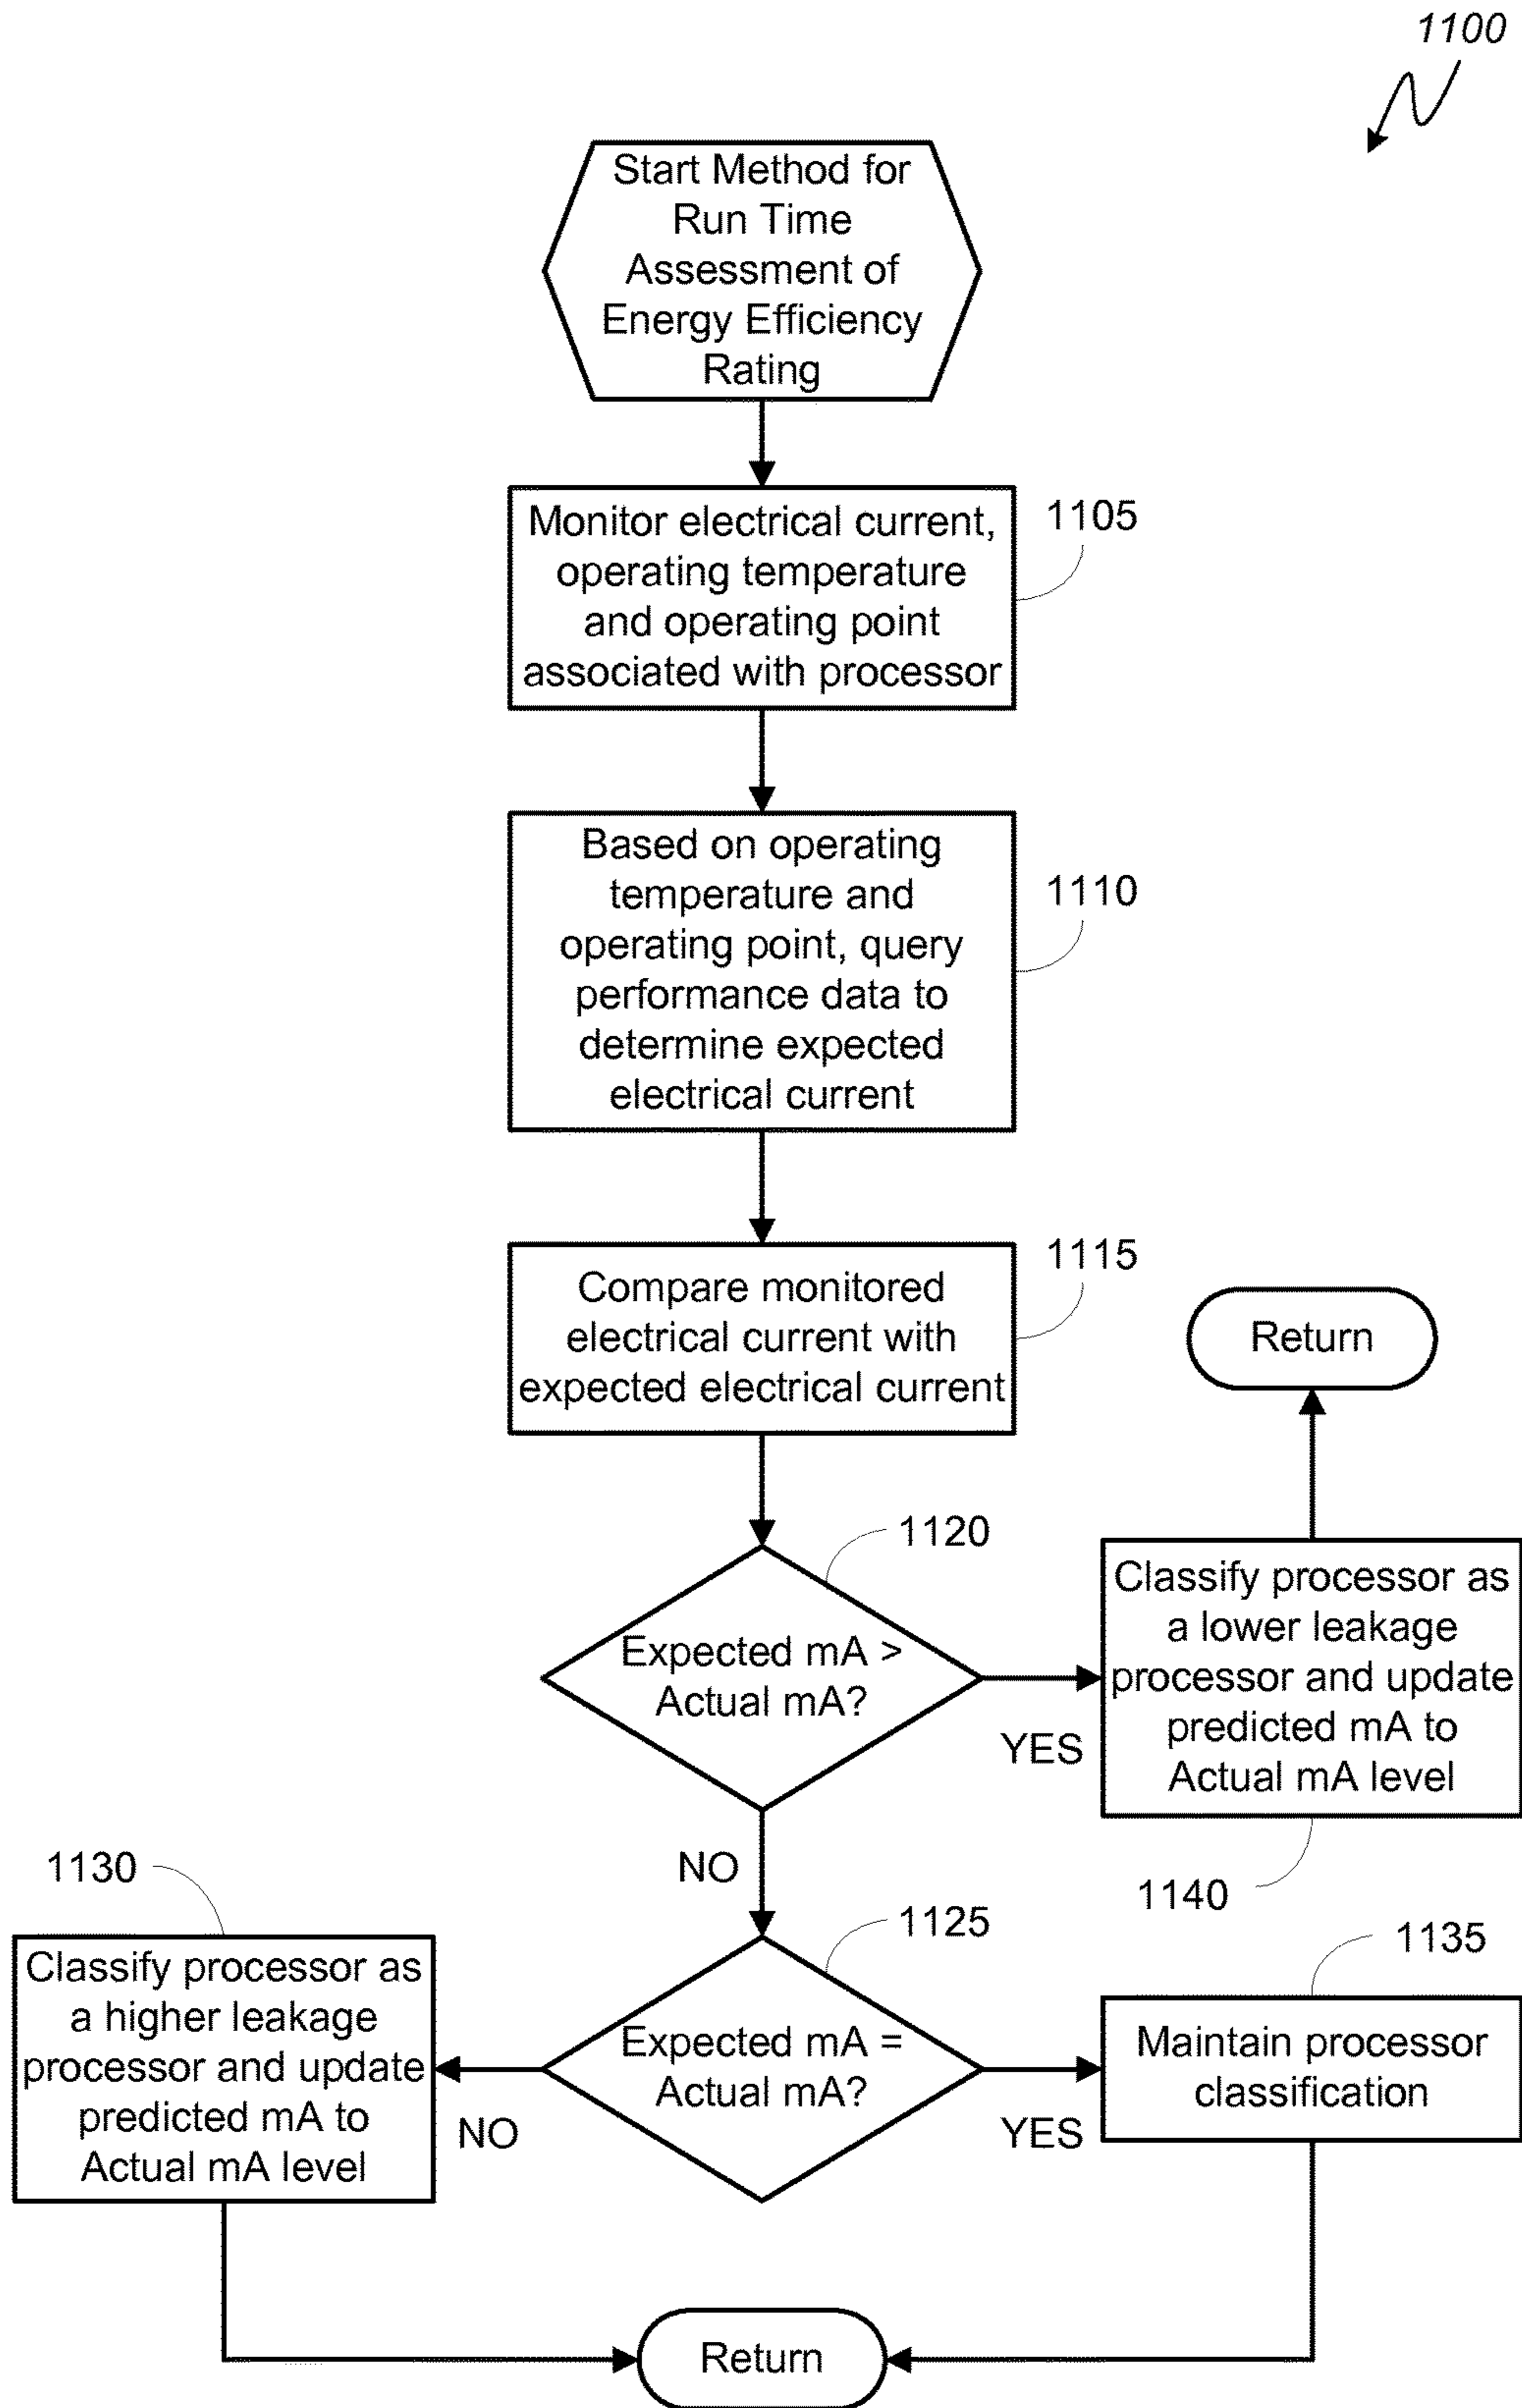 1100
Start Method for
Run Time
Assessment of
Energy Efficiency
Rating
Monitor electrical current,
operating temperature
and operating point
associated with processor
1105
Based on operating
temperature and
operating point, query
performance data to
determine expected
electrical current
1110
Compare monitored
electrical current with
expected electrical current
1115
Return
Expected mA >
Actual mA?
1120
YES
Classify processor as
a lower leakage
processor and update
predicted mA to
Actual mA level
1140
NO
Expected mA =
Actual mA?
1125
1130
Classify processor as
a higher leakage
processor and update
predicted mA to
Actual mA level
NO
YES
1135
Maintain processor
classification
Return